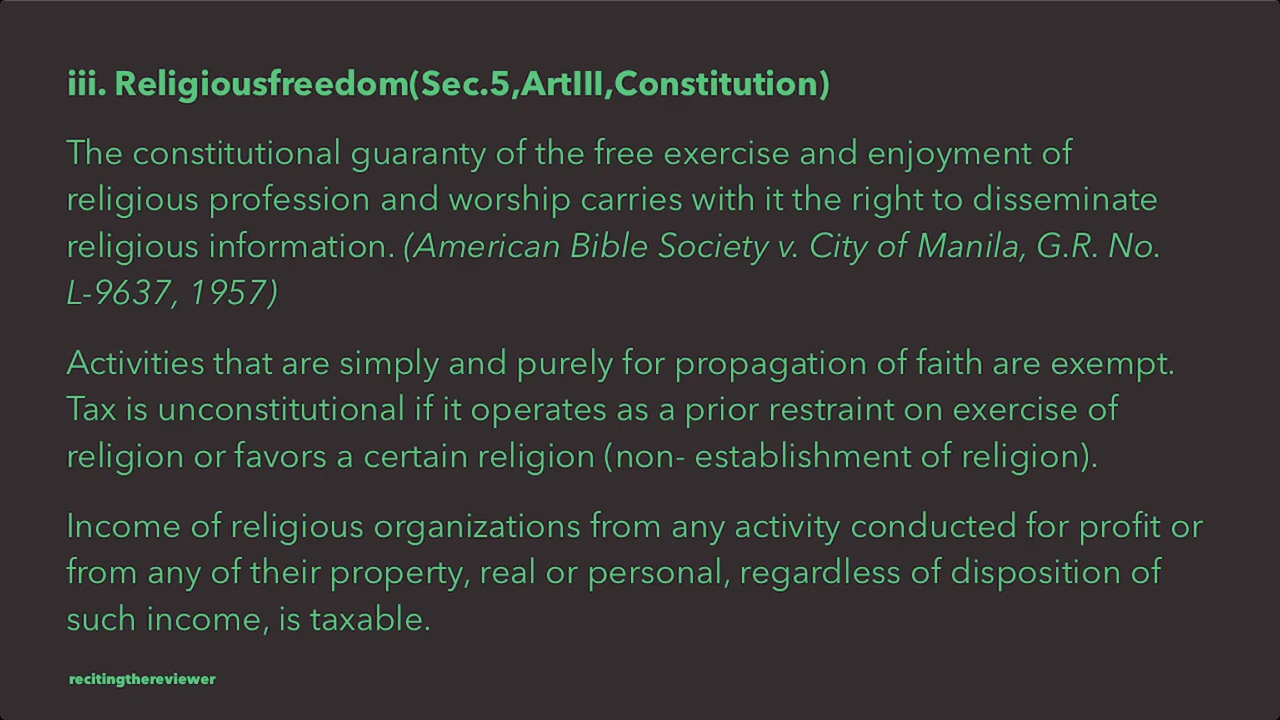 iii. Religiousfreedom(Sec.5,ArtIII,Constitution)
The constitutional guaranty of the free exercise and enjoyment of
religious profession and worship carries with it the right to disseminate
religious information. (American Bible Society v. City of Manila, G.R. No.
L-9637, 1957)
Activities that are simply and purely for propagation of faith are exempt.
Tax is unconstitutional if it operates as a prior restraint on exercise of
religion or favors a certain religion (non- establishment of religion).
Income of religious organizations from any activity conducted for profit or
from any of their property, real or personal, regardless of disposition of
such income, is taxable.
recitingthereviewer